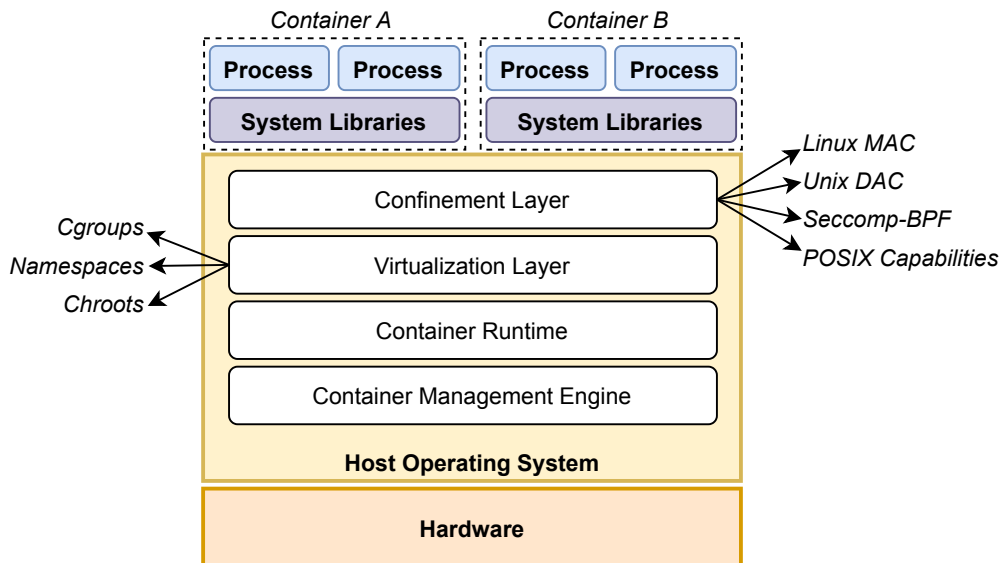 Container A
Container B
Process
Process
Process
Process
System Libraries
System Libraries
Linux MAC
Unix DAC
Seccomp-BPF
POSIX Capabilities
Confinement Layer
Cgroups
Namespaces
Chroots
Virtualization Layer
Container Runtime
Container Management Engine
Host Operating System
Hardware